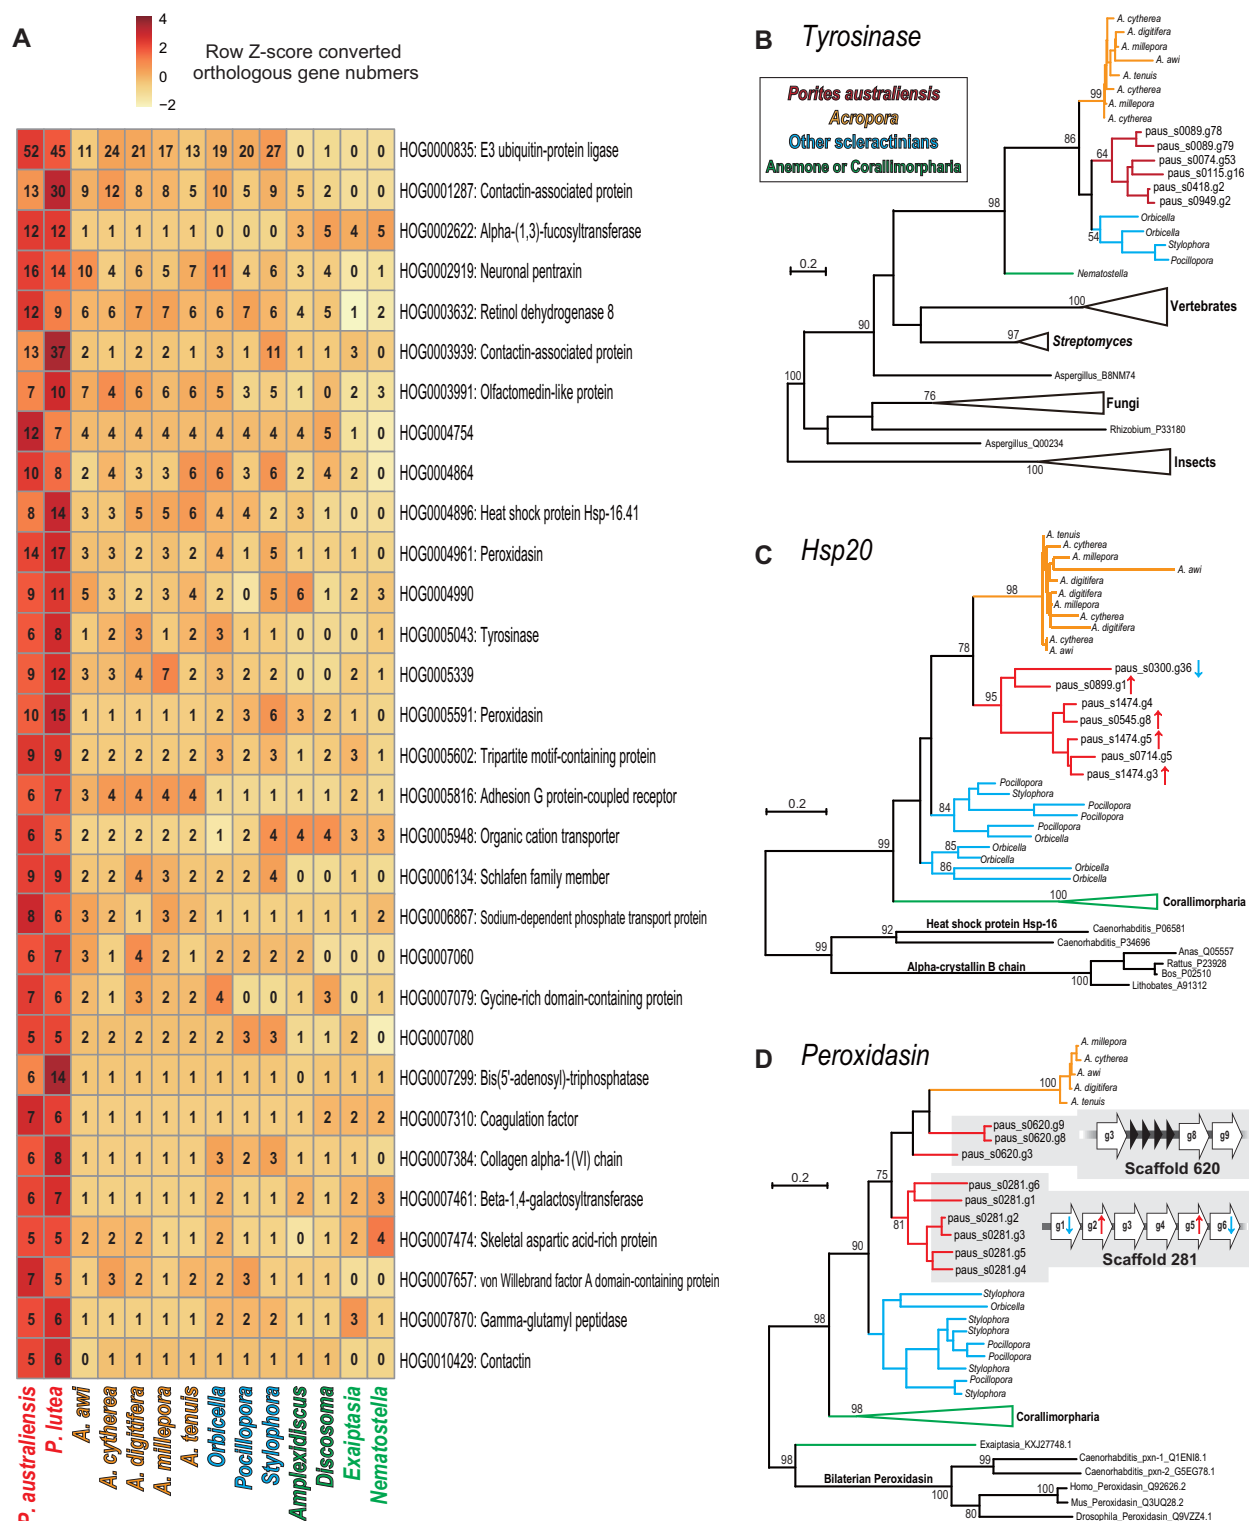 A
4
2
0
−2
Row Z-score converted
orthologous gene nubmers
52 45 11 24 21 17 13 19 20 27 0 1 0 0 HOG0000835: E3 ubiquitin-protein ligase
13 30 9 12 8 8 5 10 5 9 5 2 0 0 HOG0001287: Contactin-associated protein
12 12 1 1 1 1 1 0 0 0 3 5 4 5 HOG0002622: Alpha-(1,3)-fucosyltransferase
16 14 10 4 6 5 7 11 4 6 3 4 0 1 HOG0002919: Neuronal pentraxin
12 9 6 6 7 7 6 6 7 6 4 5 1 2 HOG0003632: Retinol dehydrogenase 8
13 37 2 1 2 2 1 3 1 11 1 1 3 0 HOG0003939: Contactin-associated protein
7 10 7 4 6 6 6 5 3 5 1 0 2 3 HOG0003991: Olfactomedin-like protein
12 7 4 4 4 4 4 4 4 4 4 5 1 0 HOG0004754
10 8 2 4 3 3 6 6 3 6 2 4 2 0 HOG0004864
8 14 3 3 5 5 6 4 4 2 3 1 0 0 HOG0004896: Heat shock protein Hsp-16.41
14 17 3 3 2 3 2 4 1 5 1 1 1 0 HOG0004961: Peroxidasin
9 11 5 3 2 3 4 2 0 5 6 1 2 3 HOG0004990
6 8 1 2 3 1 2 3 1 1 0 0 0 1 HOG0005043: Tyrosinase
9 12 3 3 4 7 2 3 2 2 0 0 2 1 HOG0005339
10 15 1 1 1 1 1 2 3 6 3 2 1 0 HOG0005591: Peroxidasin
9 9 2 2 2 2 2 3 2 3 1 2 3 1 HOG0005602: Tripartite motif-containing protein
6 7 3 4 4 4 4 1 1 1 1 1 2 1 HOG0005816: Adhesion G protein-coupled receptor
6 5 2 2 2 2 2 1 2 4 4 4 3 3 HOG0005948: Organic cation transporter
9 9 2 2 4 3 2 2 2 4 0 0 1 0 HOG0006134: Schlafen family member
8 6 3 2 1 3 2 1 1 1 1 1 1 2 HOG0006867: Sodium-dependent phosphate transport protein
6 7 3 1 4 2 1 2 2 2 2 0 0 0 HOG0007060
7 6 2 1 3 2 2 4 0 0 1 3 0 1 HOG0007079: Gycine-rich domain-containing protein
5 5 2 2 2 2 2 2 3 3 1 1 2 0 HOG0007080
6 14 1 1 1 1 1 1 1 1 0 1 1 1 HOG0007299: Bis(5'-adenosyl)-triphosphatase
7 6 1 1 1 1 1 1 1 1 1 2 2 2 HOG0007310: Coagulation factor
6 8 1 1 1 1 1 3 2 3 1 1 1 0 HOG0007384: Collagen alpha-1(VI) chain
6 7 1 1 1 1 1 2 1 1 2 1 2 3 HOG0007461: Beta-1,4-galactosyltransferase
5 5 2 2 2 1 1 2 1 1 0 1 2 4 HOG0007474: Skeletal aspartic acid-rich protein
7 5 1 3 2 1 2 2 3 1 1 1 0 0 HOG0007657: von Willebrand factor A domain-containing protein
5 6 1 1 1 1 1 2 2 2 1 1 3 1 HOG0007870: Gamma-glutamyl peptidase
5 6 0 1 1 1 1 1 1 1 1 1 0 0 HOG0010429: Contactin
P. australiensis
P. lutea
A. awi
A. cytherea
A. digitifera
A. millepora
A. tenuis
Orbicella
Pocillopora
Stylophora
Amplexidiscus
Discosoma
Exaiptasia
Nematostella
B Tyrosinase
Porites australiensis
Acropora
Other scleractinians
Anemone or Corallimorpharia
0.2
A. cytherea
A. digitifera
A. millepora
A. awi
A. tenuis
A. cytherea
A. millepora
A. cytherea
99
86
64
paus_s0089.g78
paus_s0089.g79
paus_s0074.g53
paus_s0115.g16
paus_s0418.g2
paus_s0949.g2
98
54
Orbicella
Orbicella
Stylophora
Pocillopora
Nematostella
100
Vertebrates
90
97
Streptomyces
100
Aspergillus_B8NM74
76
Fungi
Rhizobium_P33180
Aspergillus_Q00234
100
Insects
C Hsp20
A. tenuis
A. cytherea
A. millepora
A. awi
A. digitifera
A. digitifera
A. millepora
A. cytherea
A. digitifera
A. cytherea
A. awi
98
78
95
paus_s0300.g36
paus_s0899.g1
paus_s1474.g4
paus_s0545.g8
paus_s1474.g5
paus_s0714.g5
paus_s1474.g3
0.2
84
Pocillopora
Stylophora
Pocillopora
Pocillopora
Pocillopora
Orbicella
99
85
Orbicella
Orbicella
86
Orbicella
Orbicella
100
Corallimorpharia
Heat shock protein Hsp-16
92
Caenorhabditis_P06581
Caenorhabditis_P34696
99
Alpha-crystallin B chain
100
Anas_Q05557
Rattus_P23928
Bos_P02510
Lithobates_A91312
D Peroxidasin
A. millepora
A. cytherea
A. awi
A. digitifera
A. tenuis
100
paus_s0620.g9
paus_s0620.g8
paus_s0620.g3
g3 g8 g9
Scaffold 620
0.2
75
81
paus_s0281.g6
paus_s0281.g1
paus_s0281.g2
paus_s0281.g3
paus_s0281.g5
paus_s0281.g4
g1 g2 g3 g4 g5 g6
Scaffold 281
90
Stylophora
Orbicella
Stylophora
Stylophora
Pocillopora
Pocillopora
Stylophora
Pocillopora
Stylophora
98
98
Corallimorpharia
Exaiptasia_KXJ27748.1
98
Bilaterian Peroxidasin
99
Caenorhabditis_pxn-1_Q1ENI8.1
Caenorhabditis_pxn-2_G5EG78.1
100
100
Homo_Peroxidasin_Q92626.2
Mus_Peroxidasin_Q3UQ28.2
80
Drosophila_Peroxidasin_Q9VZZ4.1